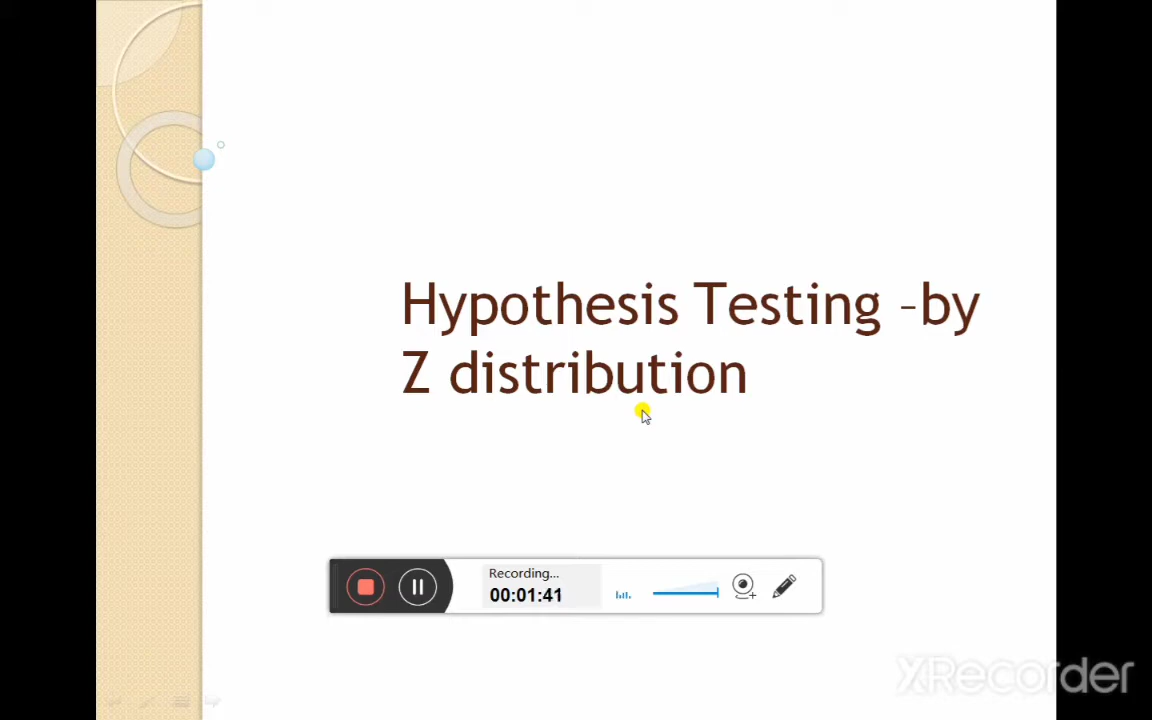 Hypothesis Testing –by
Z distribution
Recording...
00:01:41
XRecorder